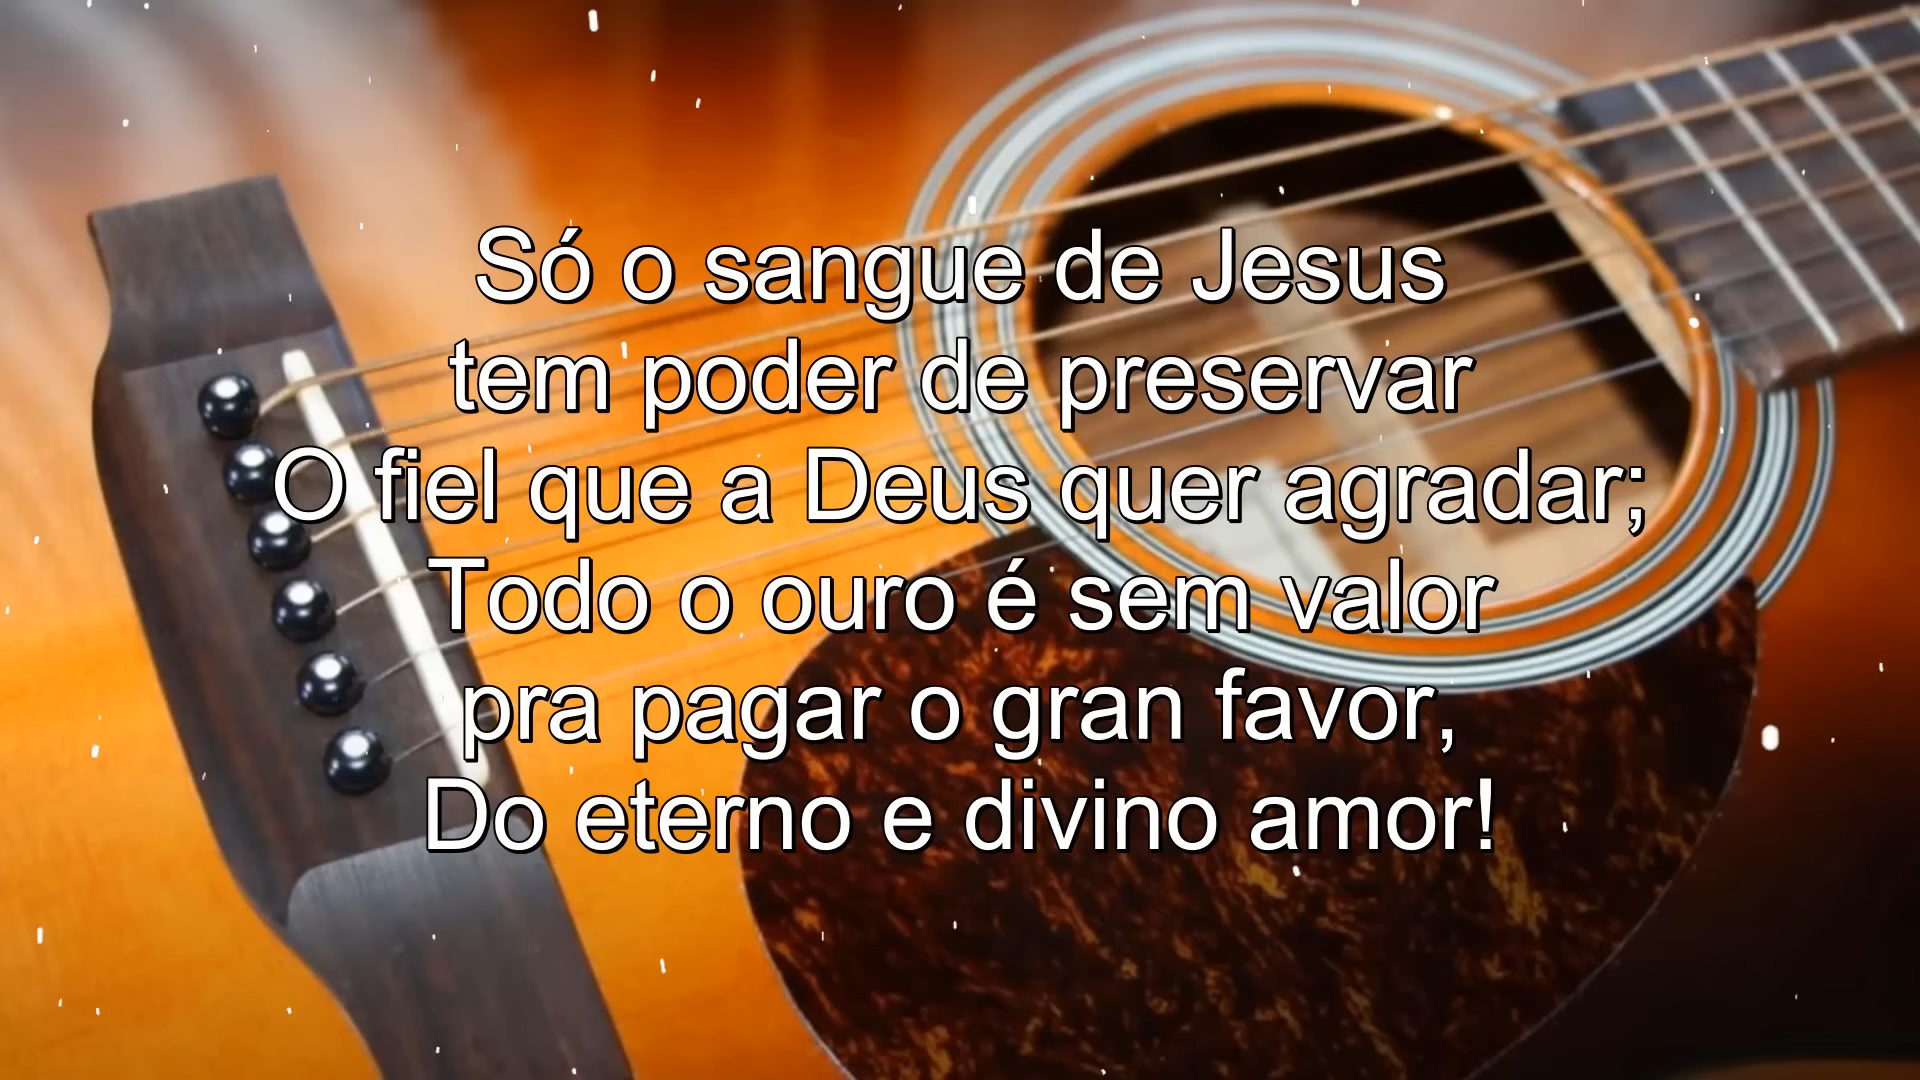 Só o sangue de Jesus
tem poder de preservar
O fiel que a Deus quer agradar;
Todo o ouro é sem valor
pra pagar o gran favor,
Do eterno e divino amor!